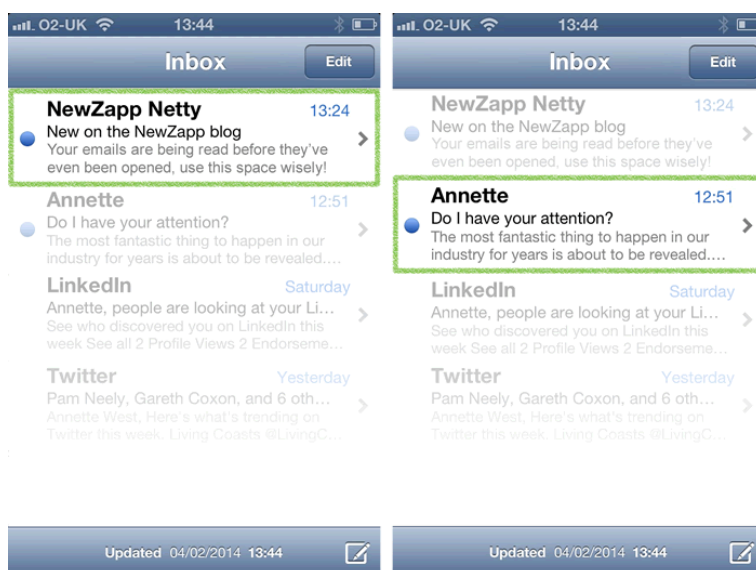 O2-UK 13:44
Inbox Edit
NewZapp Netty 13:24
New on the NewZapp blog
Your emails are being read before they've
even been opened, use this space wisely!
Annette 12:51
Do I have your attention?
The most fantastic thing to happen in our
industry for years is about to be revealed....
LinkedIn Saturday
Annette, people are looking at your Li...
See who discovered you on LinkedIn this
week See all 2 Profile Views 2 Endorseme...
Twitter Yesterday
Pam Neely, Gareth Coxon, and 6 oth...
Annette West, Here's what's trending on
Twitter this week. Living Coasts @LivingC...
Updated 04/02/2014 13:44
O2-UK 13:44
Inbox Edit
NewZapp Netty 13:24
New on the NewZapp blog
Your emails are being read before they've
even been opened, use this space wisely!
Annette 12:51
Do I have your attention?
The most fantastic thing to happen in our
industry for years is about to be revealed....
LinkedIn Saturday
Annette, people are looking at your Li...
See who discovered you on LinkedIn this
week See all 2 Profile Views 2 Endorseme...
Twitter Yesterday
Pam Neely, Gareth Coxon, and 6 oth...
Annette West, Here's what's trending on
Twitter this week. Living Coasts @LivingC...
Updated 04/02/2014 13:44